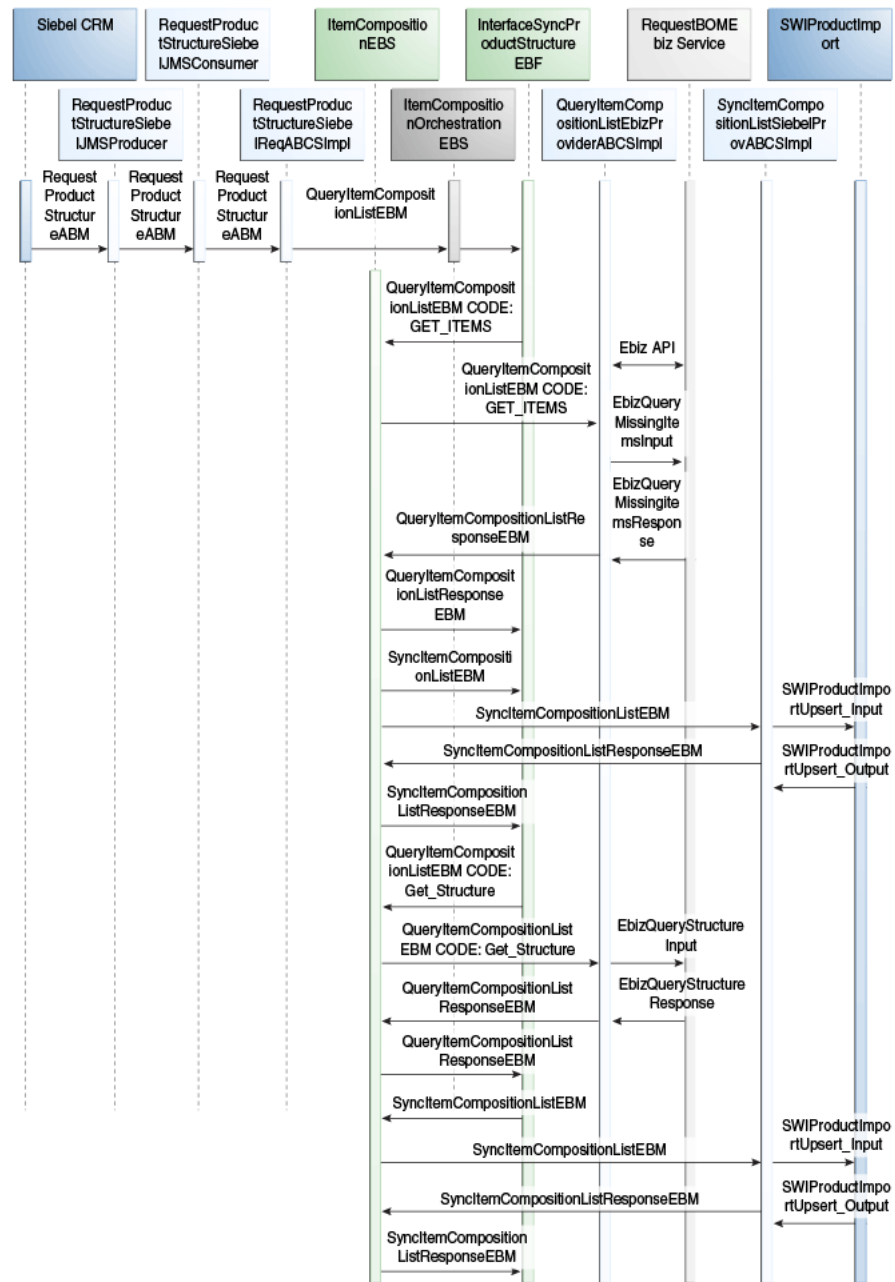 Siebel CRM
RequestProduc
tStructureSiebe
lJMSConsumer
ItemCompositio
nEBS
InterfaceSyncPr
oductStructure
EBF
RequestBOME
biz Service
SWIProductImp
ort
RequestProduc
tStructureSiebe
lJMSProducer
RequestProduc
tStructureSiebe
lReqABCSImpl
ItemCompositio
nOrchestration
EBS
QueryItemComp
ositionListEbizPr
oviderABCSImpl
SyncItemCompo
sitionListSiebelPr
ovABCSImpl
Request
Product
Structur
eABM
Request
Product
Structur
eABM
Request
Product
Structur
eABM
QueryItemComposit
ionListEBM
QueryItemComposit
ionListEBM CODE:
GET_ITEMS
Ebiz API
QueryItemComposit
ionListEBM CODE:
GET_ITEMS
EbizQuery
MissingIte
msInput
EbizQuery
Missingite
msRespon
se
QueryItemCompositionListRe
sponseEBM
QueryItemComposit
ionListResponse
EBM
SyncItemCompositi
onListEBM
SyncItemCompositionListEBM
SWIProductImpo
rtUpsert_Input
SyncItemCompositionListResponseEBM
SWIProductImpo
rtUpsert_Output
SyncItemComposition
ListResponseEBM
QueryItemComposit
ionListEBM CODE:
Get_Structure
QueryItemCompositionList
EBM CODE: Get_Structure
EbizQueryStructure
Input
QueryItemCompositionList
ResponseEBM
EbizQueryStructure
Response
QueryItemCompositionList
ResponseEBM
SyncItemCompositionListEBM
SyncItemCompositionListEBM
SWIProductImpo
rtUpsert_Input
SyncItemCompositionListResponseEBM
SWIProductImpo
rtUpsert_Output
SyncItemComposition
ListResponseEBM